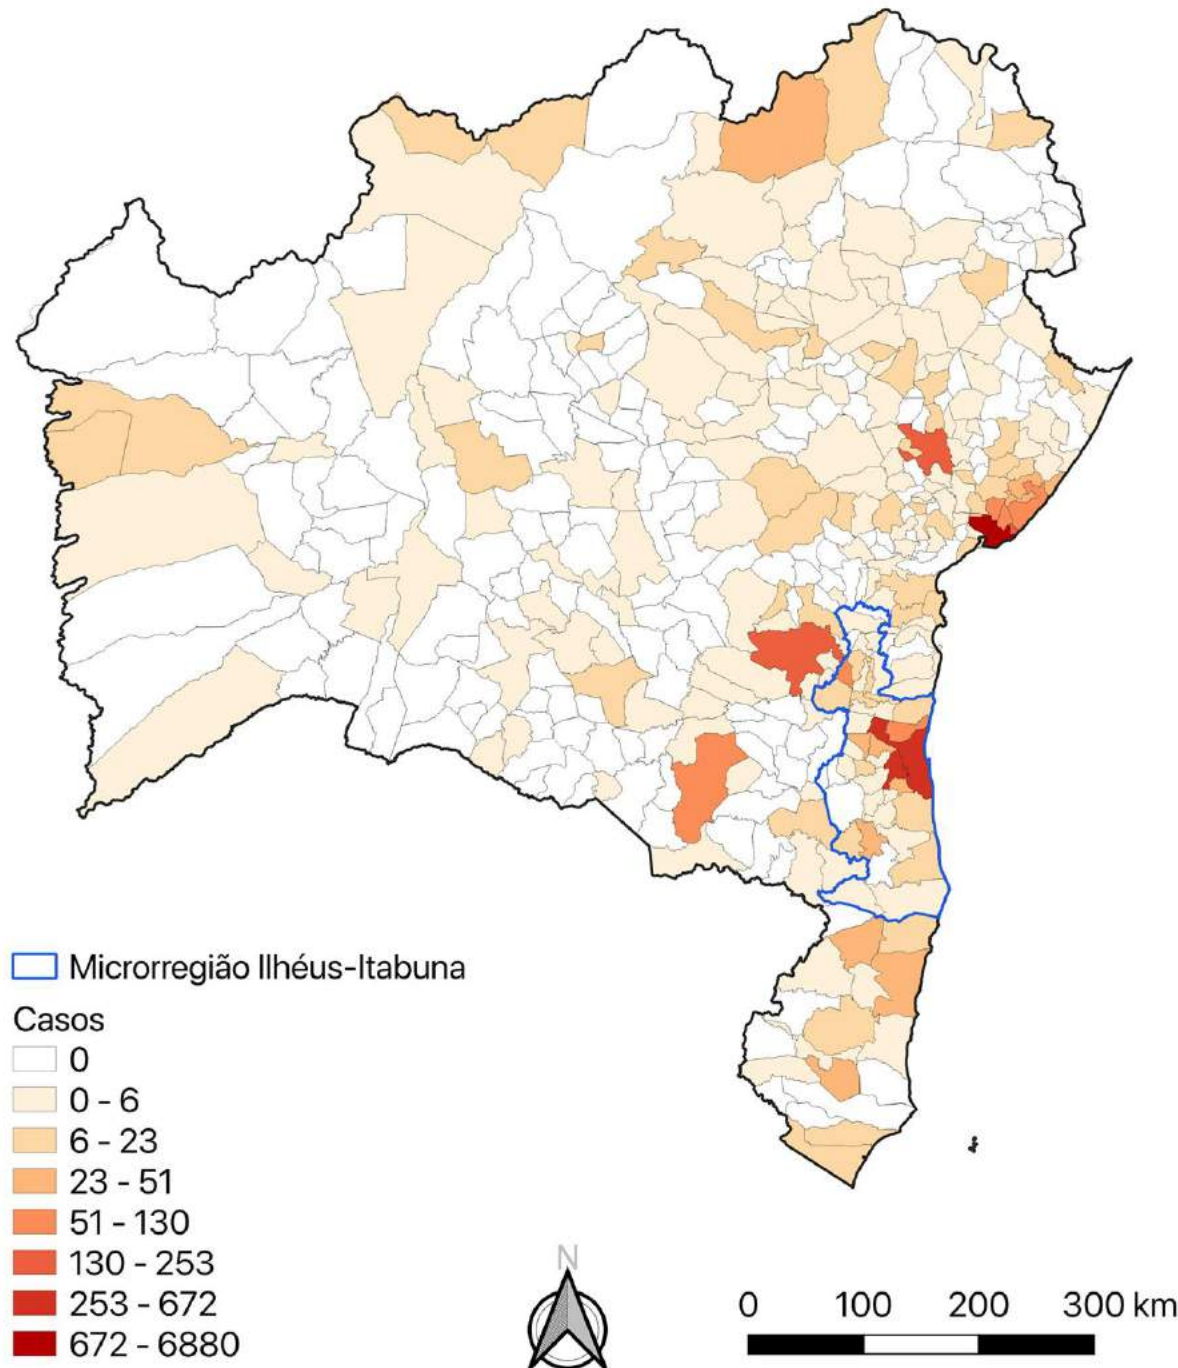 Microrregião Ilhéus-Itabuna
Casos
0
0 - 6
6 - 23
23 - 51
51 - 130
130 - 253
253 - 672
672 - 6880
N
0 100 200 300 km